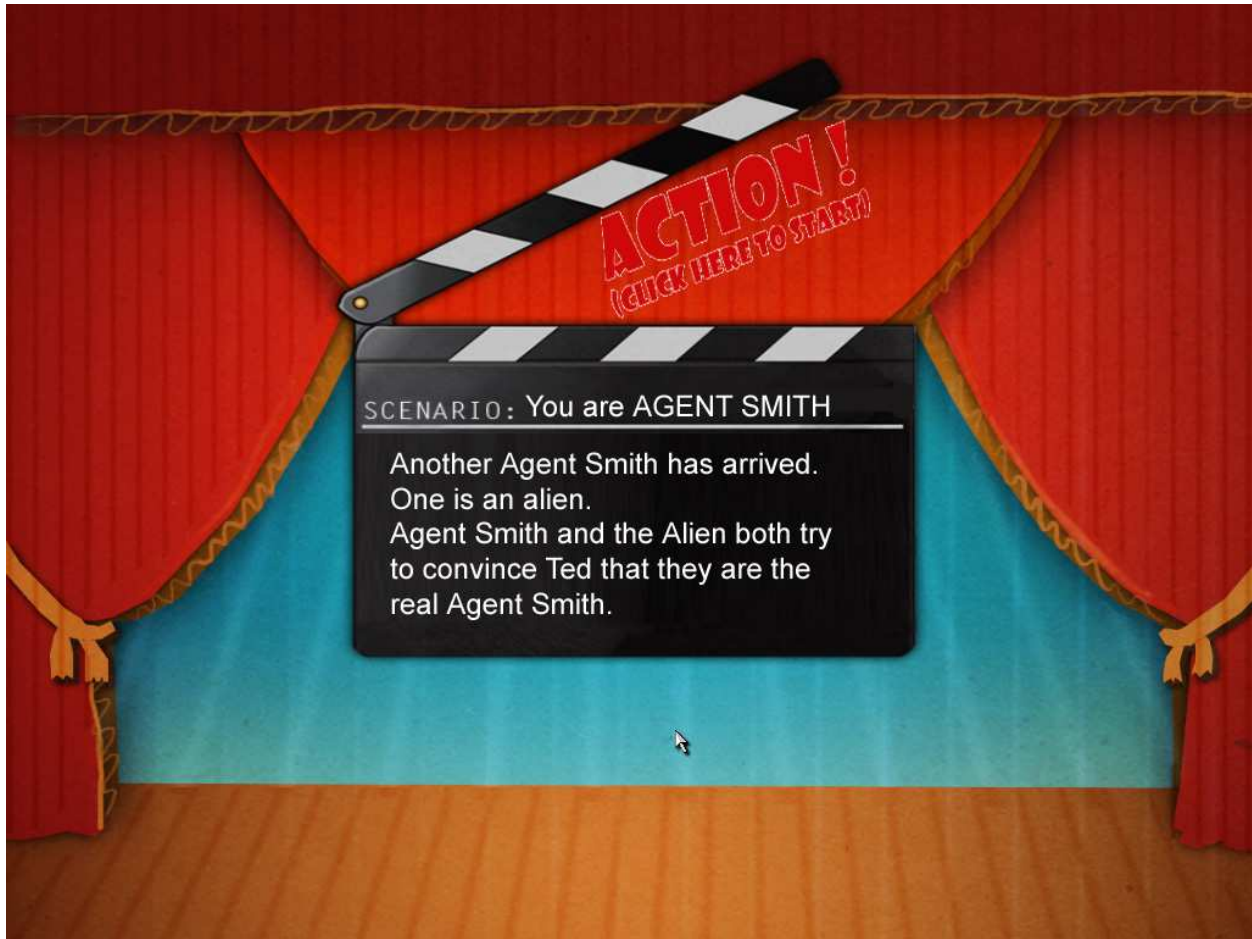 ACTION!
(CLICK HERE TO START)
SCENARIO: You are AGENT SMITH
Another Agent Smith has arrived.
One is an alien.
Agent Smith and the Alien both try
to convince Ted that they are the
real Agent Smith.